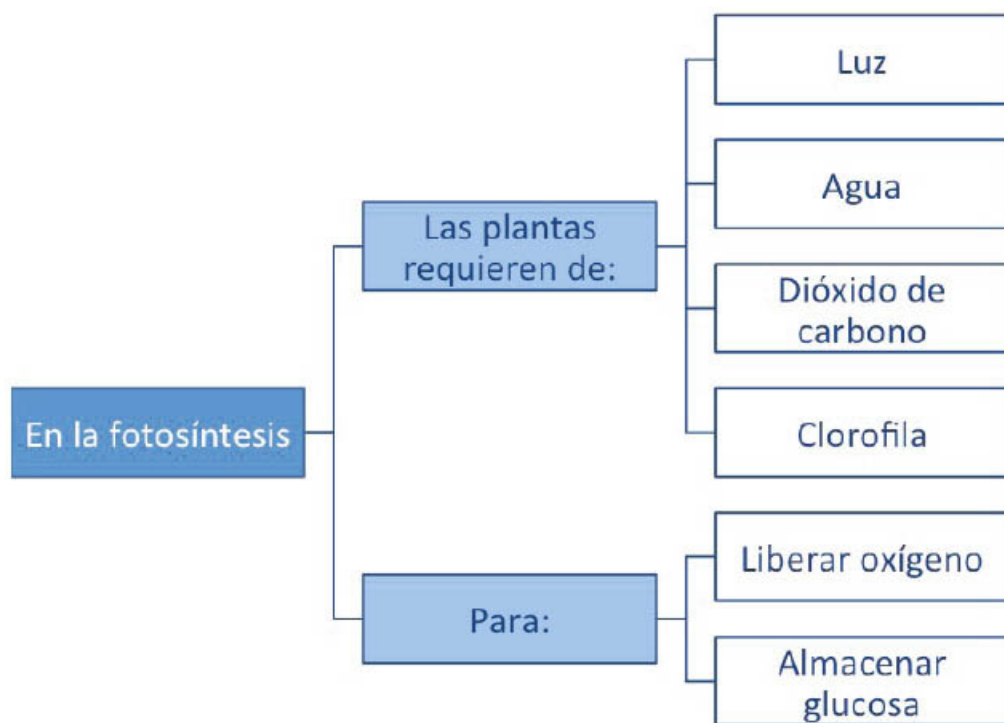 En la fotosíntesis
Las plantas
requieren de:
Luz
Agua
Dióxido de
carbono
Clorofila
Para:
Liberar oxígeno
Almacenar
glucosa